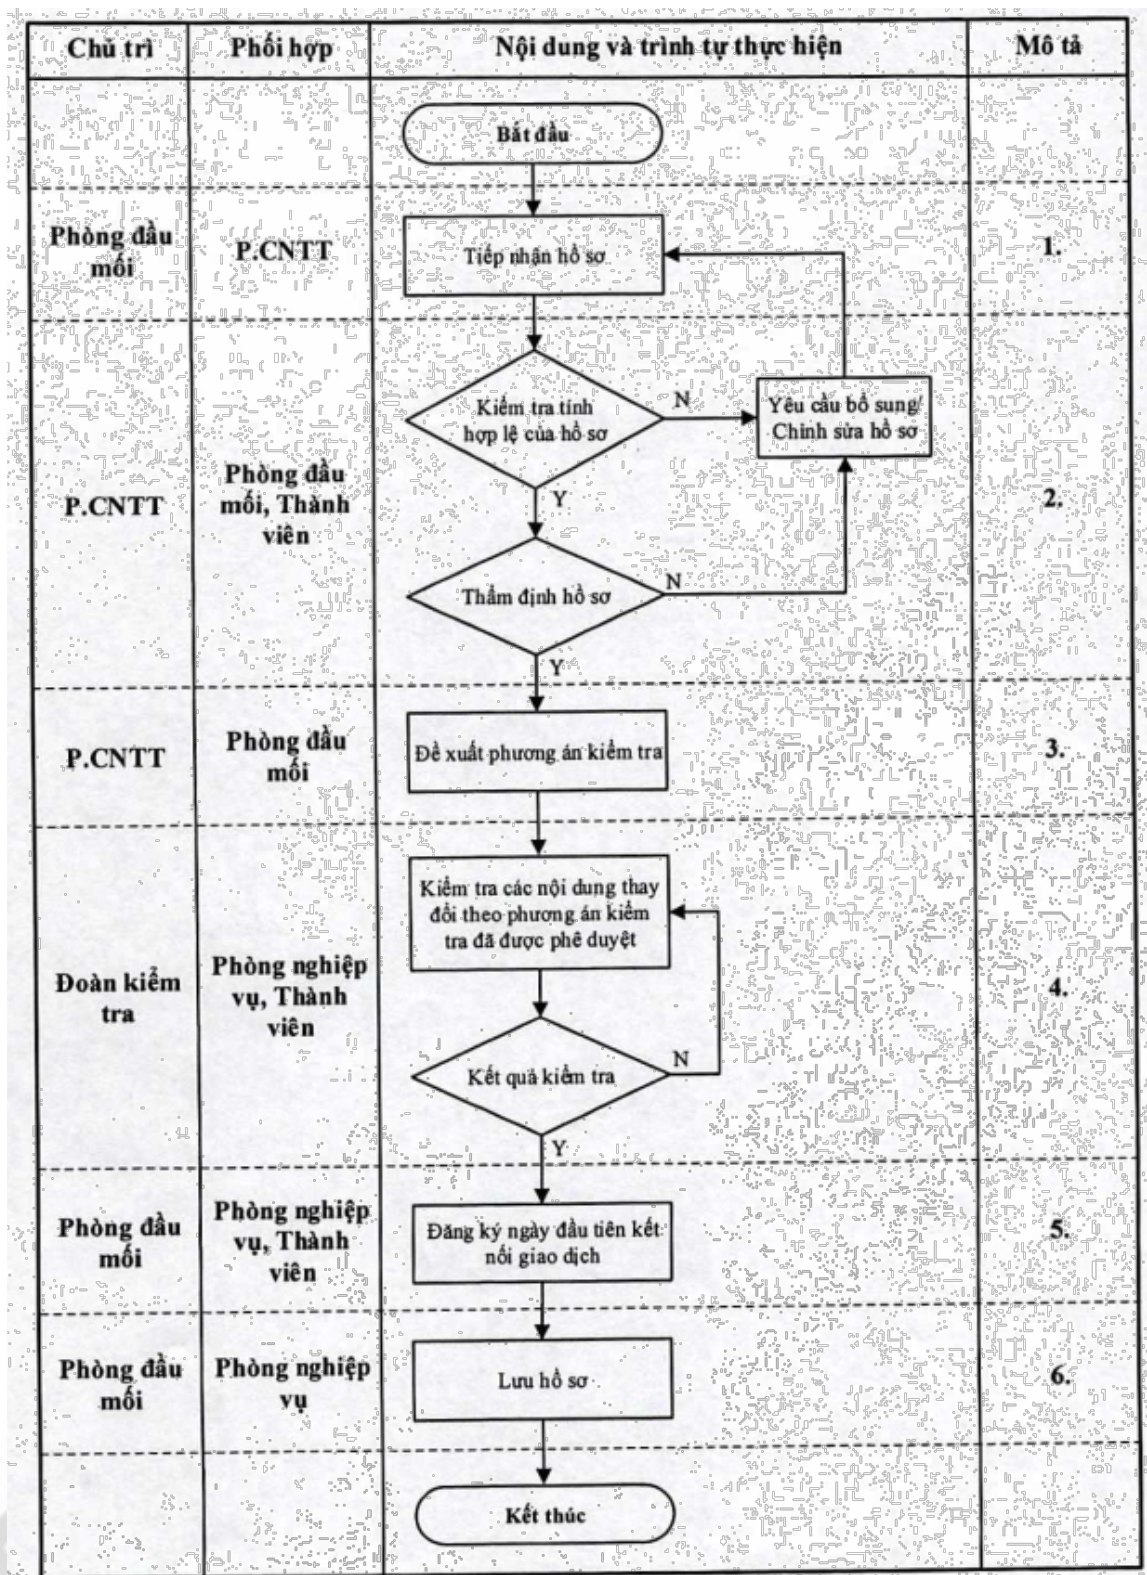 Chủ trì Phối hợp Nội dung và trình tự thực hiện Mô tả
Bắt đầu
Phòng đầu
mối
P.CNTT
Tiếp nhận hồ sơ
1.
P.CNTT
Phòng đầu
mối, Thành
viên
Kiểm tra tính
hợp lệ của hồ sơ
N
Yêu cầu bổ sung/
Chỉnh sửa hồ sơ
Y
2.
Thẩm định hồ sơ
N
Y
P.CNTT
Phòng đầu
mối
Đề xuất phương án kiểm tra
3.
Đoàn kiểm
tra
Phòng nghiệp
vụ, Thành
viên
Kiểm tra các nội dung thay
đổi theo phương án kiểm
tra đã được phê duyệt
4.
Kết quả kiểm tra
N
Y
Phòng đầu
mối
Phòng nghiệp
vụ, Thành
viên
Đăng ký ngày đầu tiên kết
nối giao dịch
5.
Phòng đầu
mối
Phòng nghiệp
vụ
Lưu hồ sơ
6.
Kết thúc